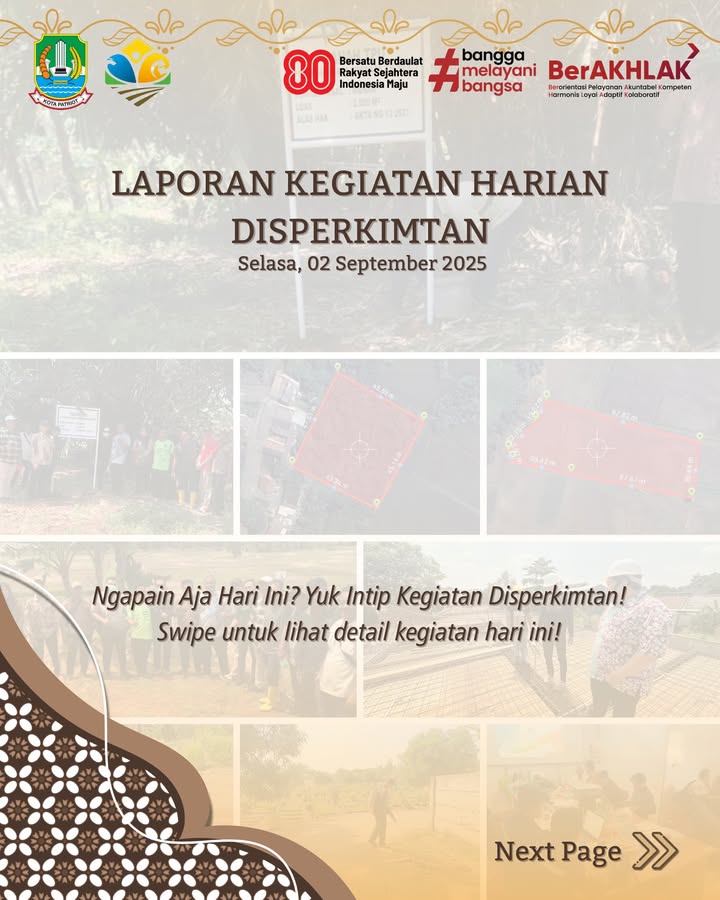 KOTA PATRIOT
80
Bersatu Berdaulat
Rakyat Sejahtera
Indonesia Maju
#bangga
melayani
bangsa
BerAKHLAK
Berorientasi Pelayanan Akuntabel Kompeten
Harmonis Loyal Adaptif Kolaboratif
LAPORAN KEGIATAN HARIAN
DISPERKIMTAN
Selasa, 02 September 2025
Ngapain Aja Hari Ini? Yuk Intip Kegiatan Disperkimtan!
Swipe untuk lihat detail kegiatan hari ini!
Next Page